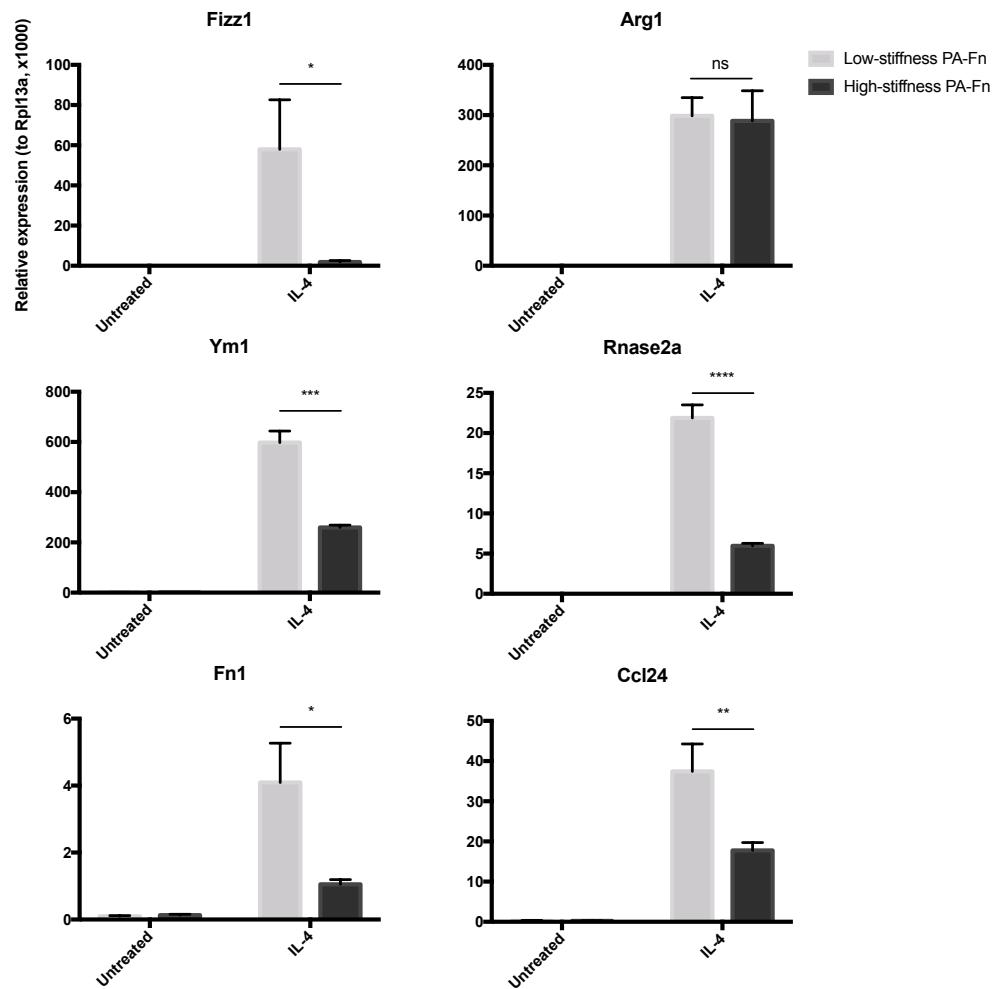 Fizz1
Arg1
Relative expression (to Rpl13a, x1000)
100
80
60
40
20
0
*
Untreated
IL-4
400
300
200
100
0
ns
Untreated
IL-4
Low-stiffness PA-Fn
High-stiffness PA-Fn
Ym1
800
600
400
200
0
***
Untreated
IL-4
Rnase2a
25
20
15
10
5
0
****
Untreated
IL-4
Fn1
6
4
2
0
*
Untreated
IL-4
Ccl24
50
40
30
20
10
0
**
Untreated
IL-4